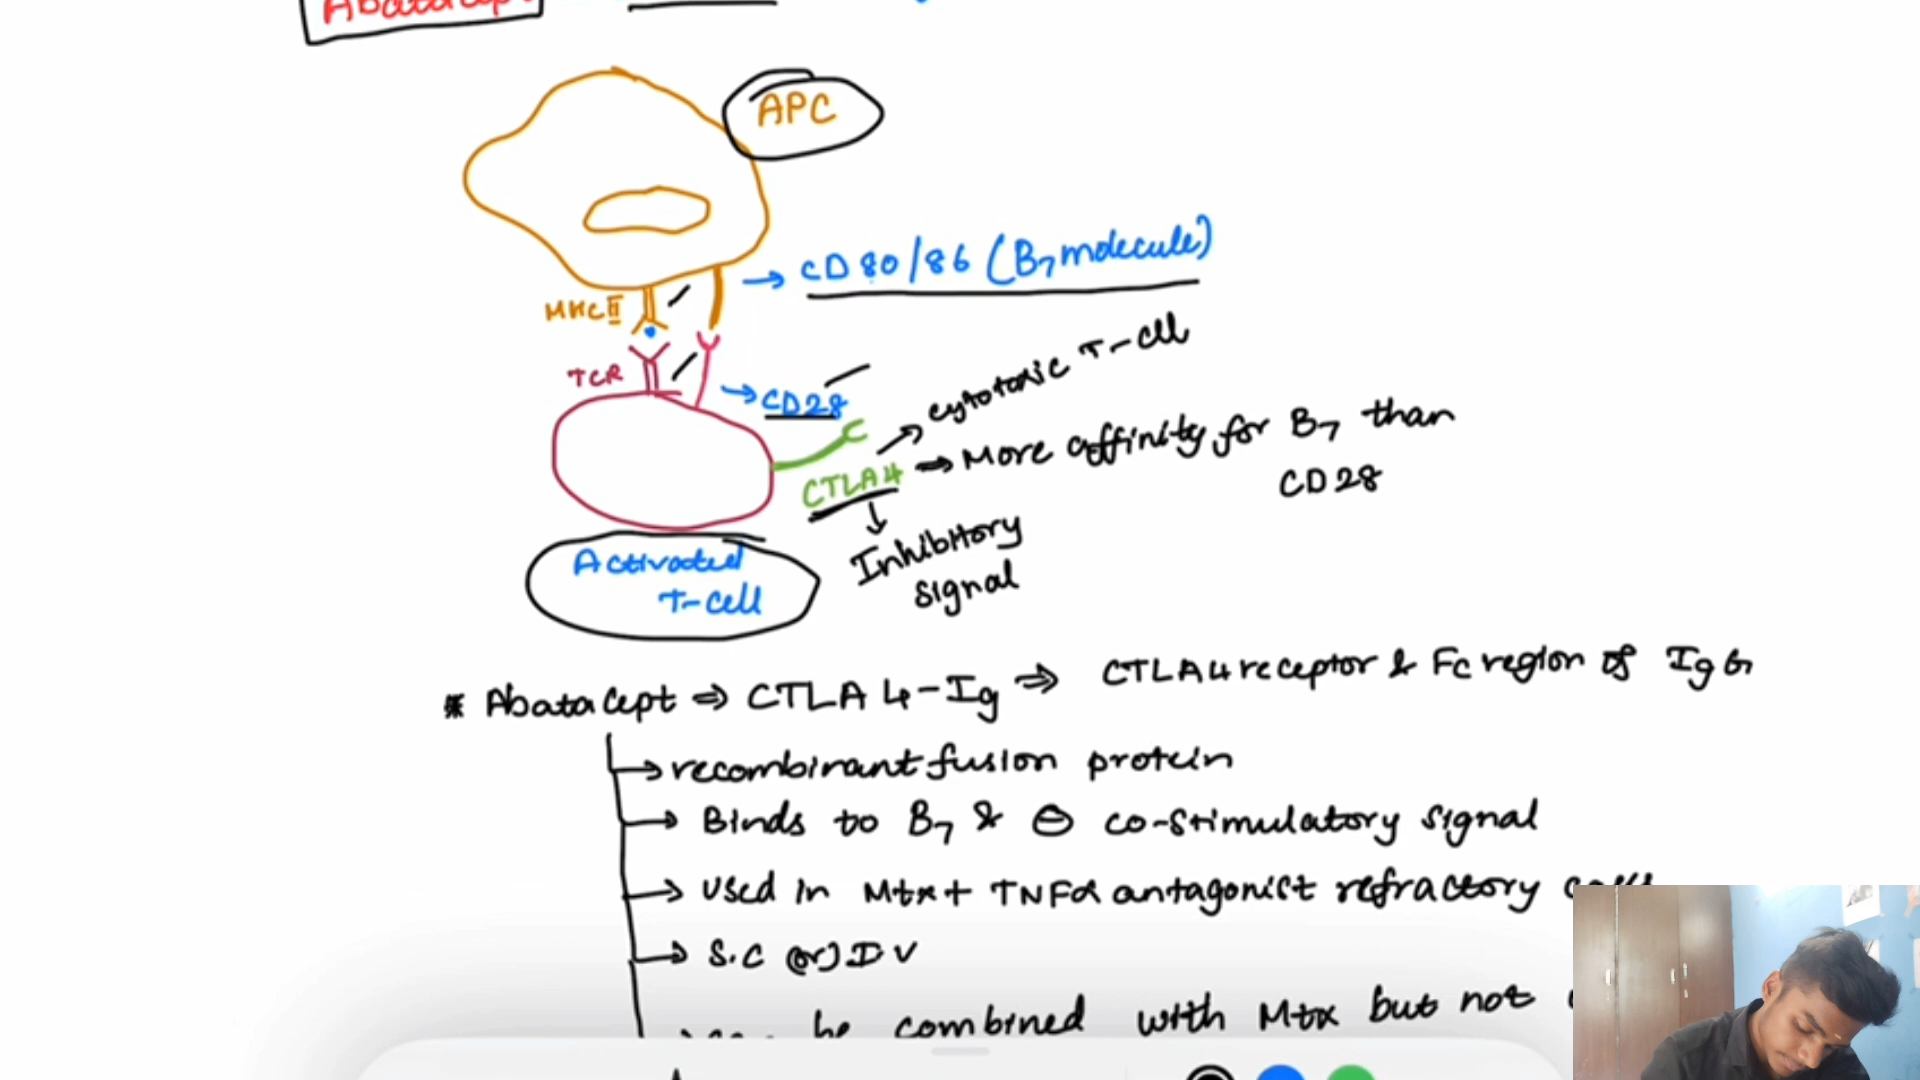 Abatacept
APC
CD 80/86 (B7 molecule)
MHC II
TCR
CD28
cytotoxic T-cell
CTLA4 → More affinity for B7 than
CD28
Inhibitory
signal
Activated
T-cell
* Abatacept ⇒ CTLA 4-Ig ⇒ CTLA4 receptor & Fc region of IgG
→ recombinant fusion protein
→ Binds to B7 & ⊖ co-stimulatory signal
→ used in Mtx + TNFα antagonist refractory
→ S.C (or) IV
be combined with Mtx but not